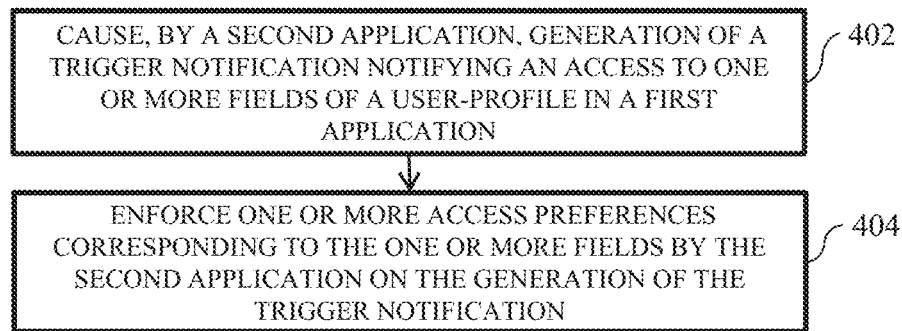 CAUSE, BY A SECOND APPLICATION, GENERATION OF A
TRIGGER NOTIFICATION NOTIFYING AN ACCESS TO ONE
OR MORE FIELDS OF A USER-PROFILE IN A FIRST
APPLICATION
402
ENFORCE ONE OR MORE ACCESS PREFERENCES
CORRESPONDING TO THE ONE OR MORE FIELDS BY THE
SECOND APPLICATION ON THE GENERATION OF THE
TRIGGER NOTIFICATION
404